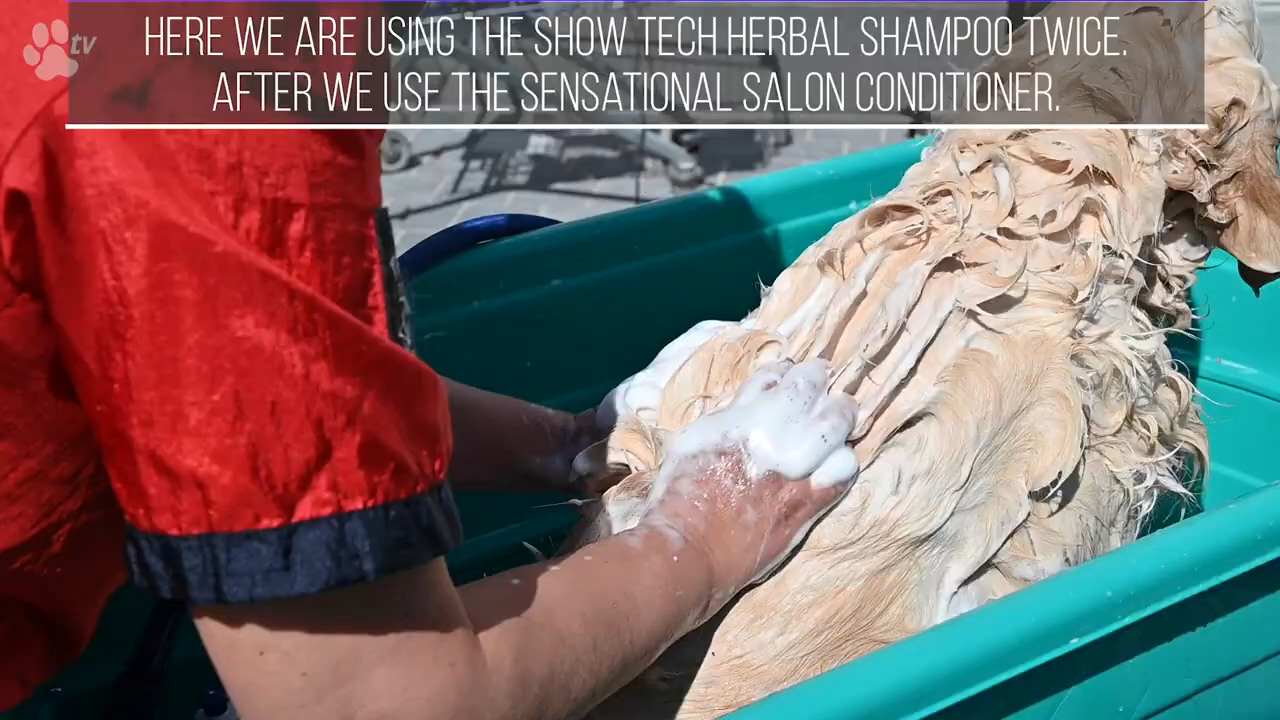 HERE WE ARE USING THE SHOW TECH HERBAL SHAMPOO TWICE.
AFTER WE USE THE SENSATIONAL SALON CONDITIONER.
tv